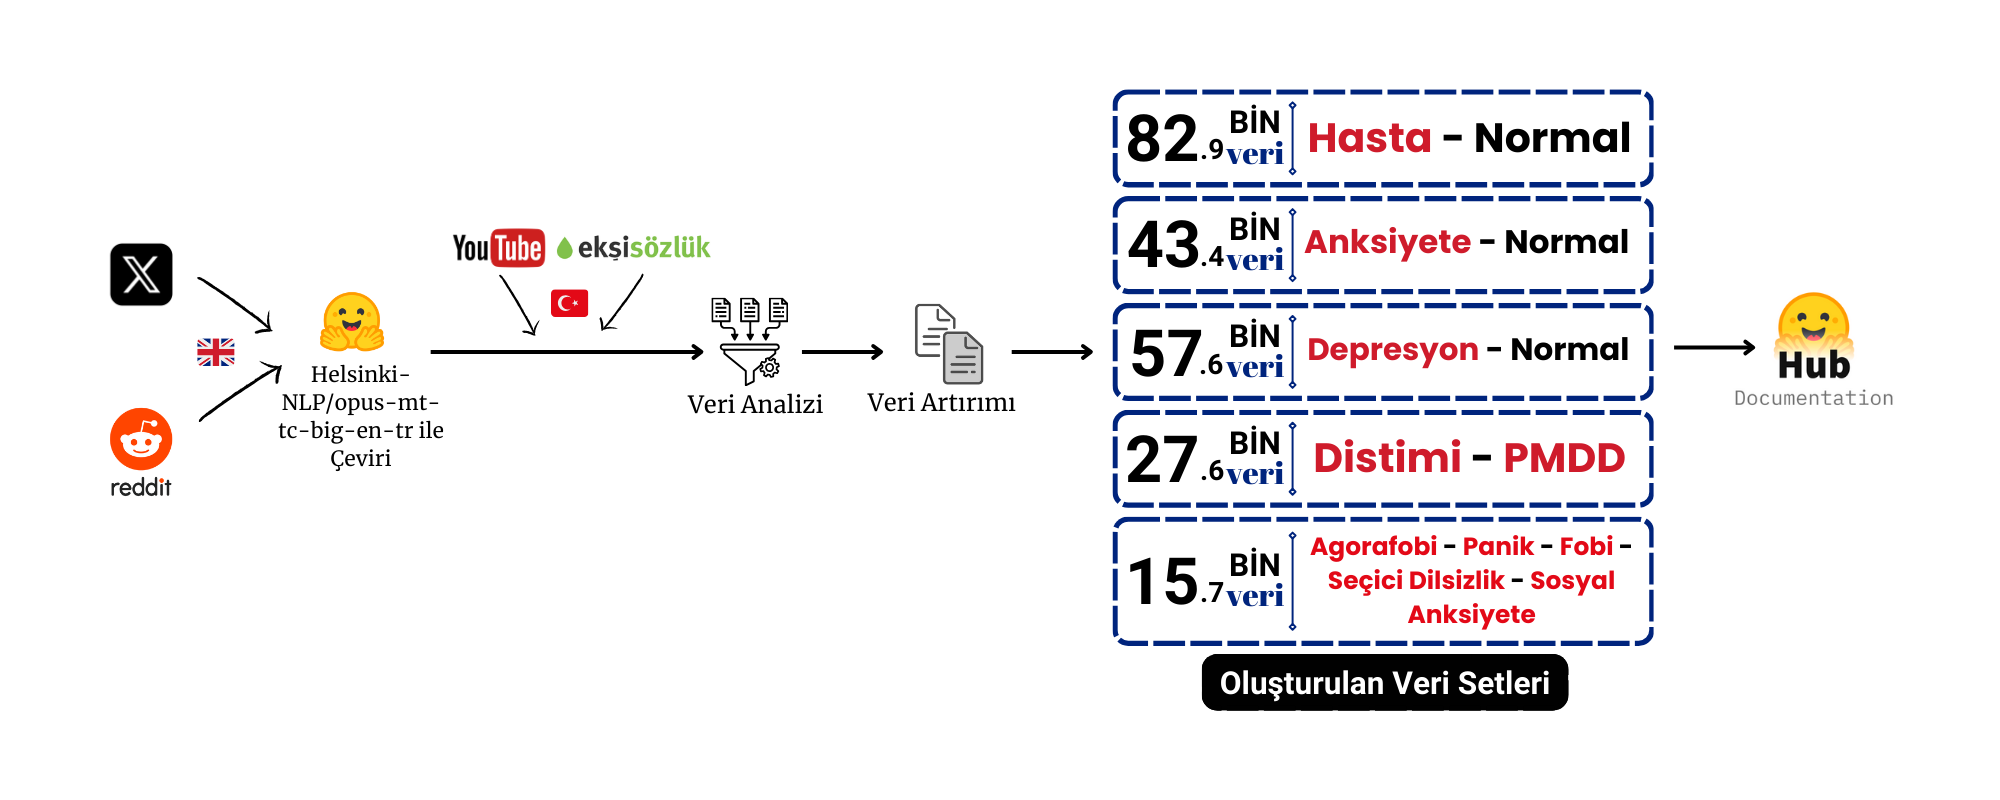 X
reddit
Helsinki-
NLP/opus-mt-
tc-big-en-tr ile
Çeviri
YouTube
ekşisözlük
Veri Analizi
Veri Artırımı
82.9 BİN veri
Hasta - Normal
43.4 BİN veri
Anksiyete - Normal
57.6 BİN veri
Depresyon - Normal
27.6 BİN veri
Distimi - PMDD
15.7 BİN veri
Agorafobi - Panik - Fobi -
Seçici Dilsizlik - Sosyal
Anksiyete
Oluşturulan Veri Setleri
Hub
Documentation